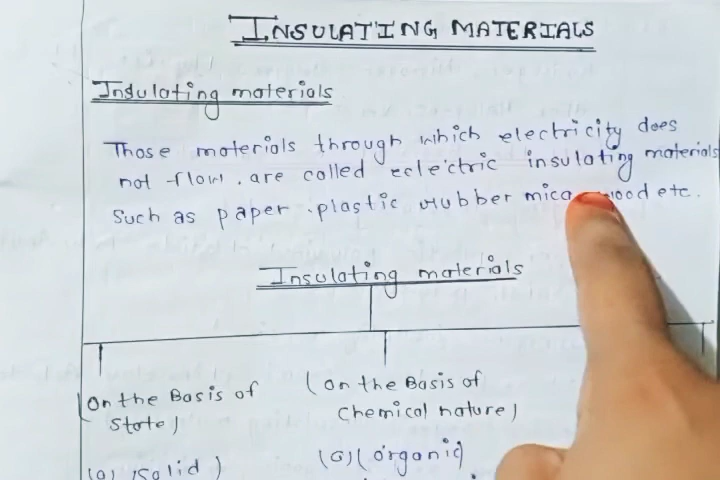 INSULATING MATERIALS
Insulating materials
Those materials through which electricity does
not flow. are called eclectric insulating materials
Such as paper. plastic rubber mica wood etc.
Insulating materials
(On the Basis of
State)
(On the Basis of
Chemical nature)
(a) (Solid)
(a) (organic)